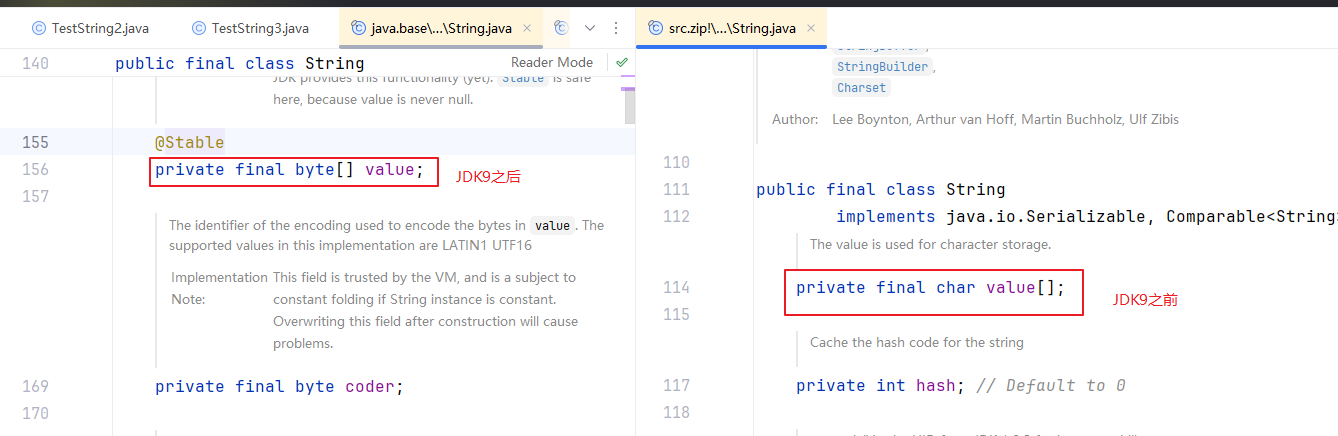 TestString2.java
TestString3.java
java.base\...\String.java
src.zip!\...\String.java
140 public final class String
Reader Mode
JDK provides this functionality (yet). Stable is safe
here, because value is never null.
155 @Stable
156 private final byte[] value;
JDK9之后
157
The identifier of the encoding used to encode the bytes in value. The
supported values in this implementation are LATIN1 UTF16
Implementation Note: This field is trusted by the VM, and is a subject to
constant folding if String instance is constant.
Overwriting this field after construction will cause
problems.
169 private final byte coder;
170
StringBuilder,
Charset
Author: Lee Boynton, Arthur van Hoff, Martin Buchholz, Ulf Zibis
110
111 public final class String
112 implements java.io.Serializable, Comparable<String>
The value is used for character storage.
114 private final char value[];
JDK9之前
115
Cache the hash code for the string
117 private int hash; // Default to 0
118